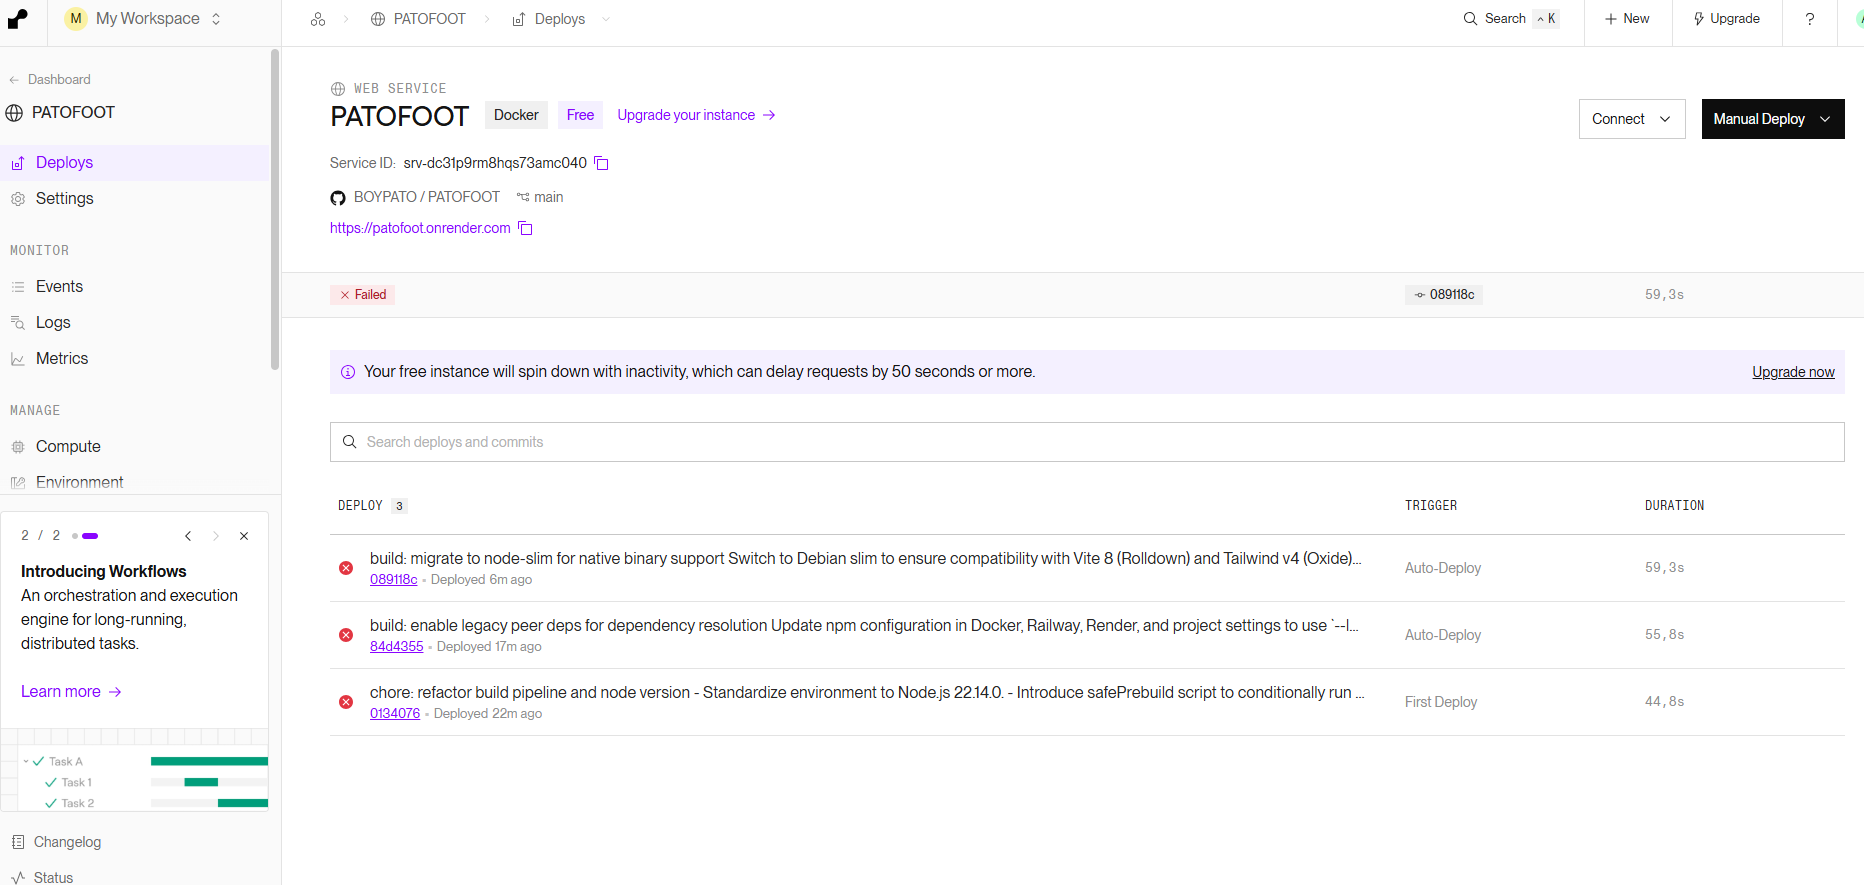 M My Workspace
PATOFOOT
Deploys
Search ^ K
New
Upgrade
?
Dashboard
PATOFOOT
Deploys
Settings
MONITOR
Events
Logs
Metrics
MANAGE
Compute
Environment
2 / 2
Introducing Workflows
An orchestration and execution
engine for long-running,
distributed tasks.
Learn more →
Task A
Task 1
Task 2
Changelog
Status
WEB SERVICE
PATOFOOT Docker Free Upgrade your instance →
Connect
Manual Deploy
Service ID: srv-dc31p9rm8hqs73amc040
BOYPATO / PATOFOOT main
https://patofoot.onrender.com
Failed 089118c 59,3s
Your free instance will spin down with inactivity, which can delay requests by 50 seconds or more. Upgrade now
Search deploys and commits
DEPLOY 3 TRIGGER DURATION
build: migrate to node-slim for native binary support Switch to Debian slim to ensure compatibility with Vite 8 (Rolldown) and Tailwind v4 (Oxide)...
089118c • Deployed 6m ago
Auto-Deploy 59,3s
build: enable legacy peer deps for dependency resolution Update npm configuration in Docker, Railway, Render, and project settings to use `--l...
84d4355 • Deployed 17m ago
Auto-Deploy 55,8s
chore: refactor build pipeline and node version - Standardize environment to Node.js 22.14.0. - Introduce safePrebuild script to conditionally run ...
0134076 • Deployed 22m ago
First Deploy 44,8s